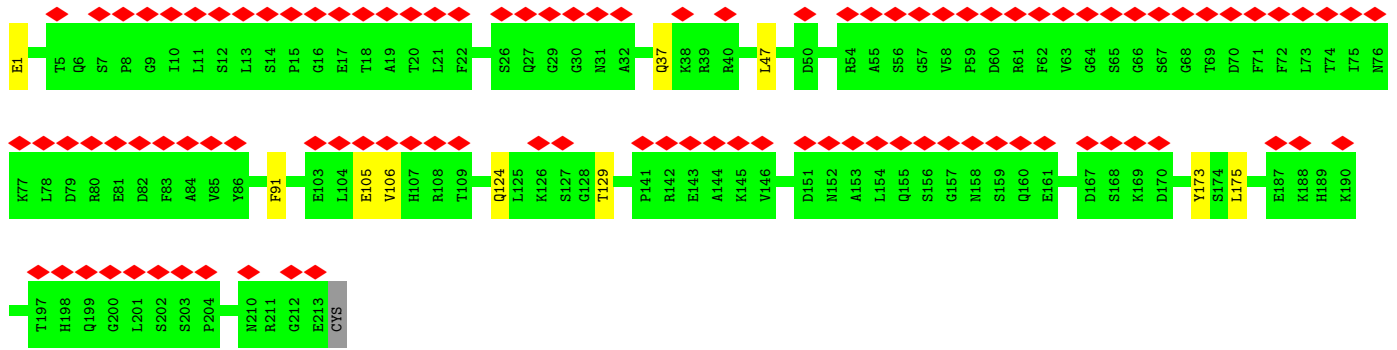 E1 T5 Q6 S7 P8 G9 I10 L11 S12 L13 S14 P15 G16 E17 T18 A19 T20 L21 F22 S26 Q27 G29 G30 N31 A32 Q37 K38 R39 R40 L47 D50 R54 A55 S56 G57 V58 P59 D60 R61 F62 V63 G64 S65 G66 S67 G68 T69 D70 F71 F72 L73 T74 I75 N76
K77 L78 D79 R80 E81 D82 F83 A84 V85 Y86 F91 E103 L104 E105 V106 H107 R108 T109 Q124 L125 K126 S127 G128 T129 P141 R142 E143 A144 K145 V146 D151 N152 A153 L154 Q155 S156 G157 N158 S159 Q160 E161 D167 S168 K169 D170 Y173 S174 L175 E187 K188 H189 K190
T197 H198 Q199 G200 L201 S202 S203 P204 N210 R211 G212 E213 CYS